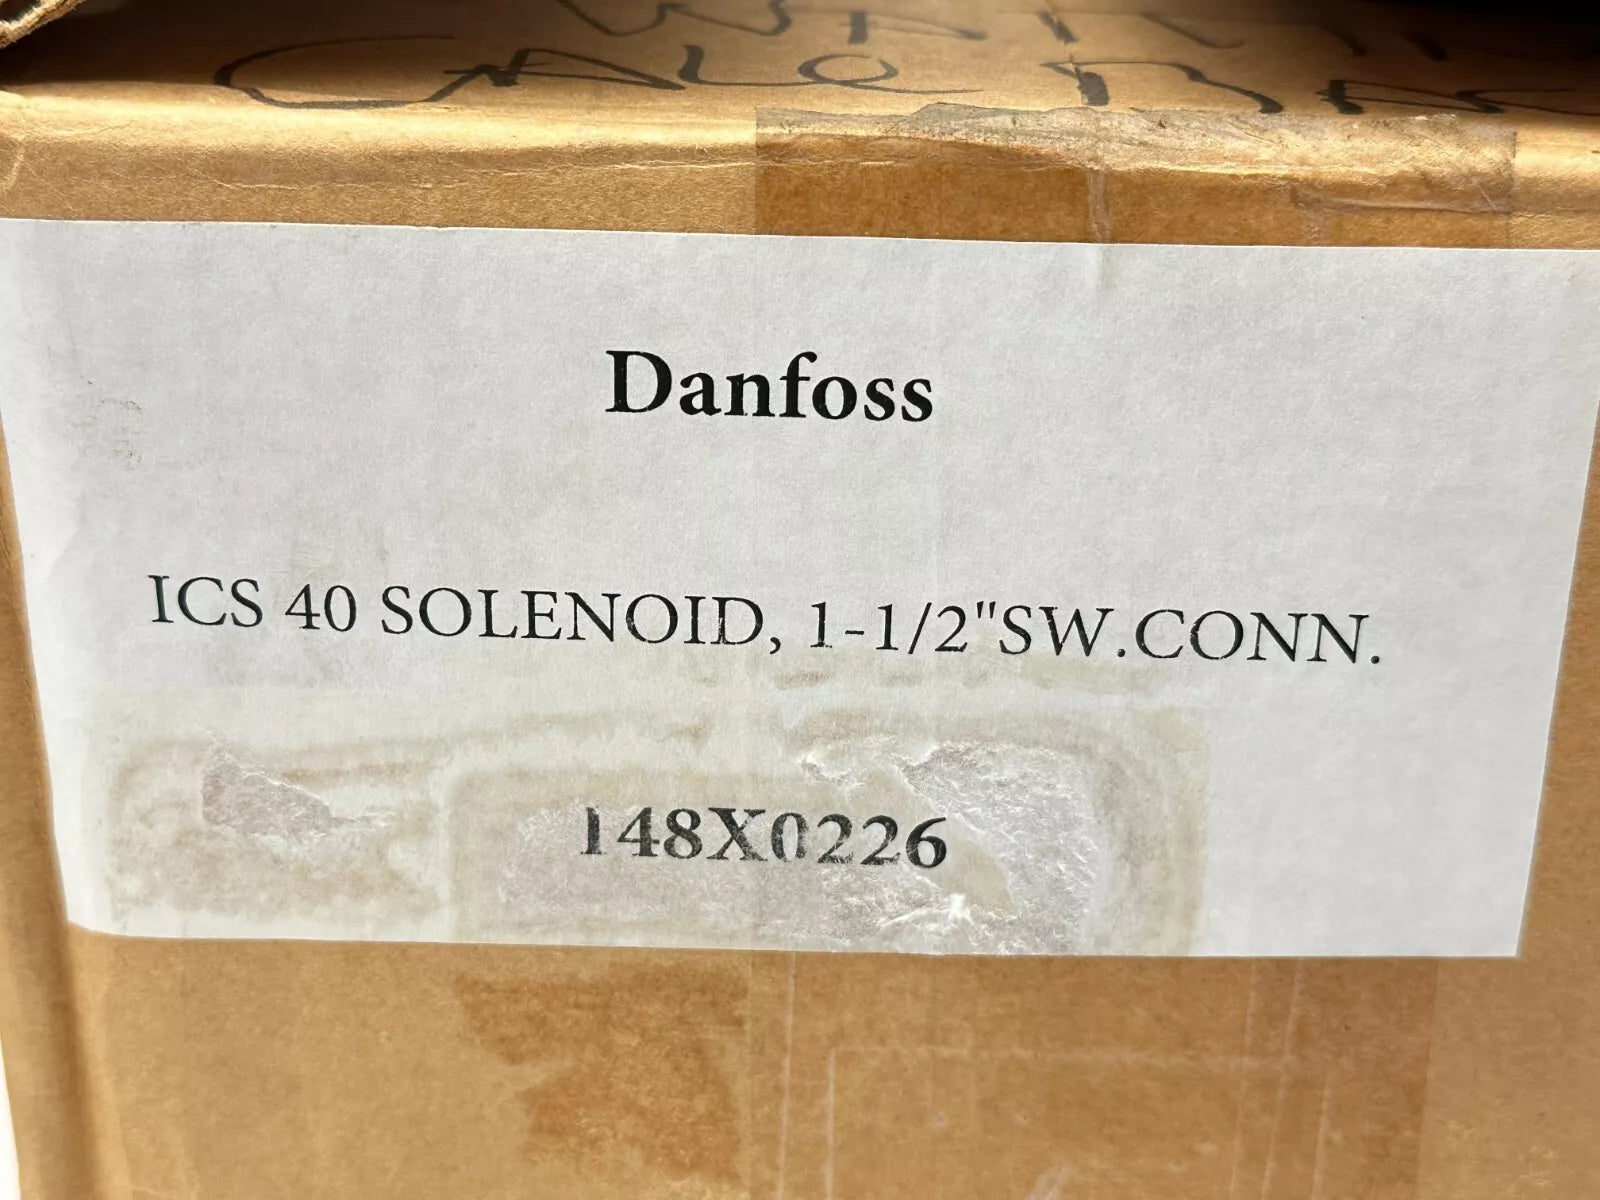 Danfoss
ICS 40 SOLENOID, 1-1/2"SW.CONN.
148X0226